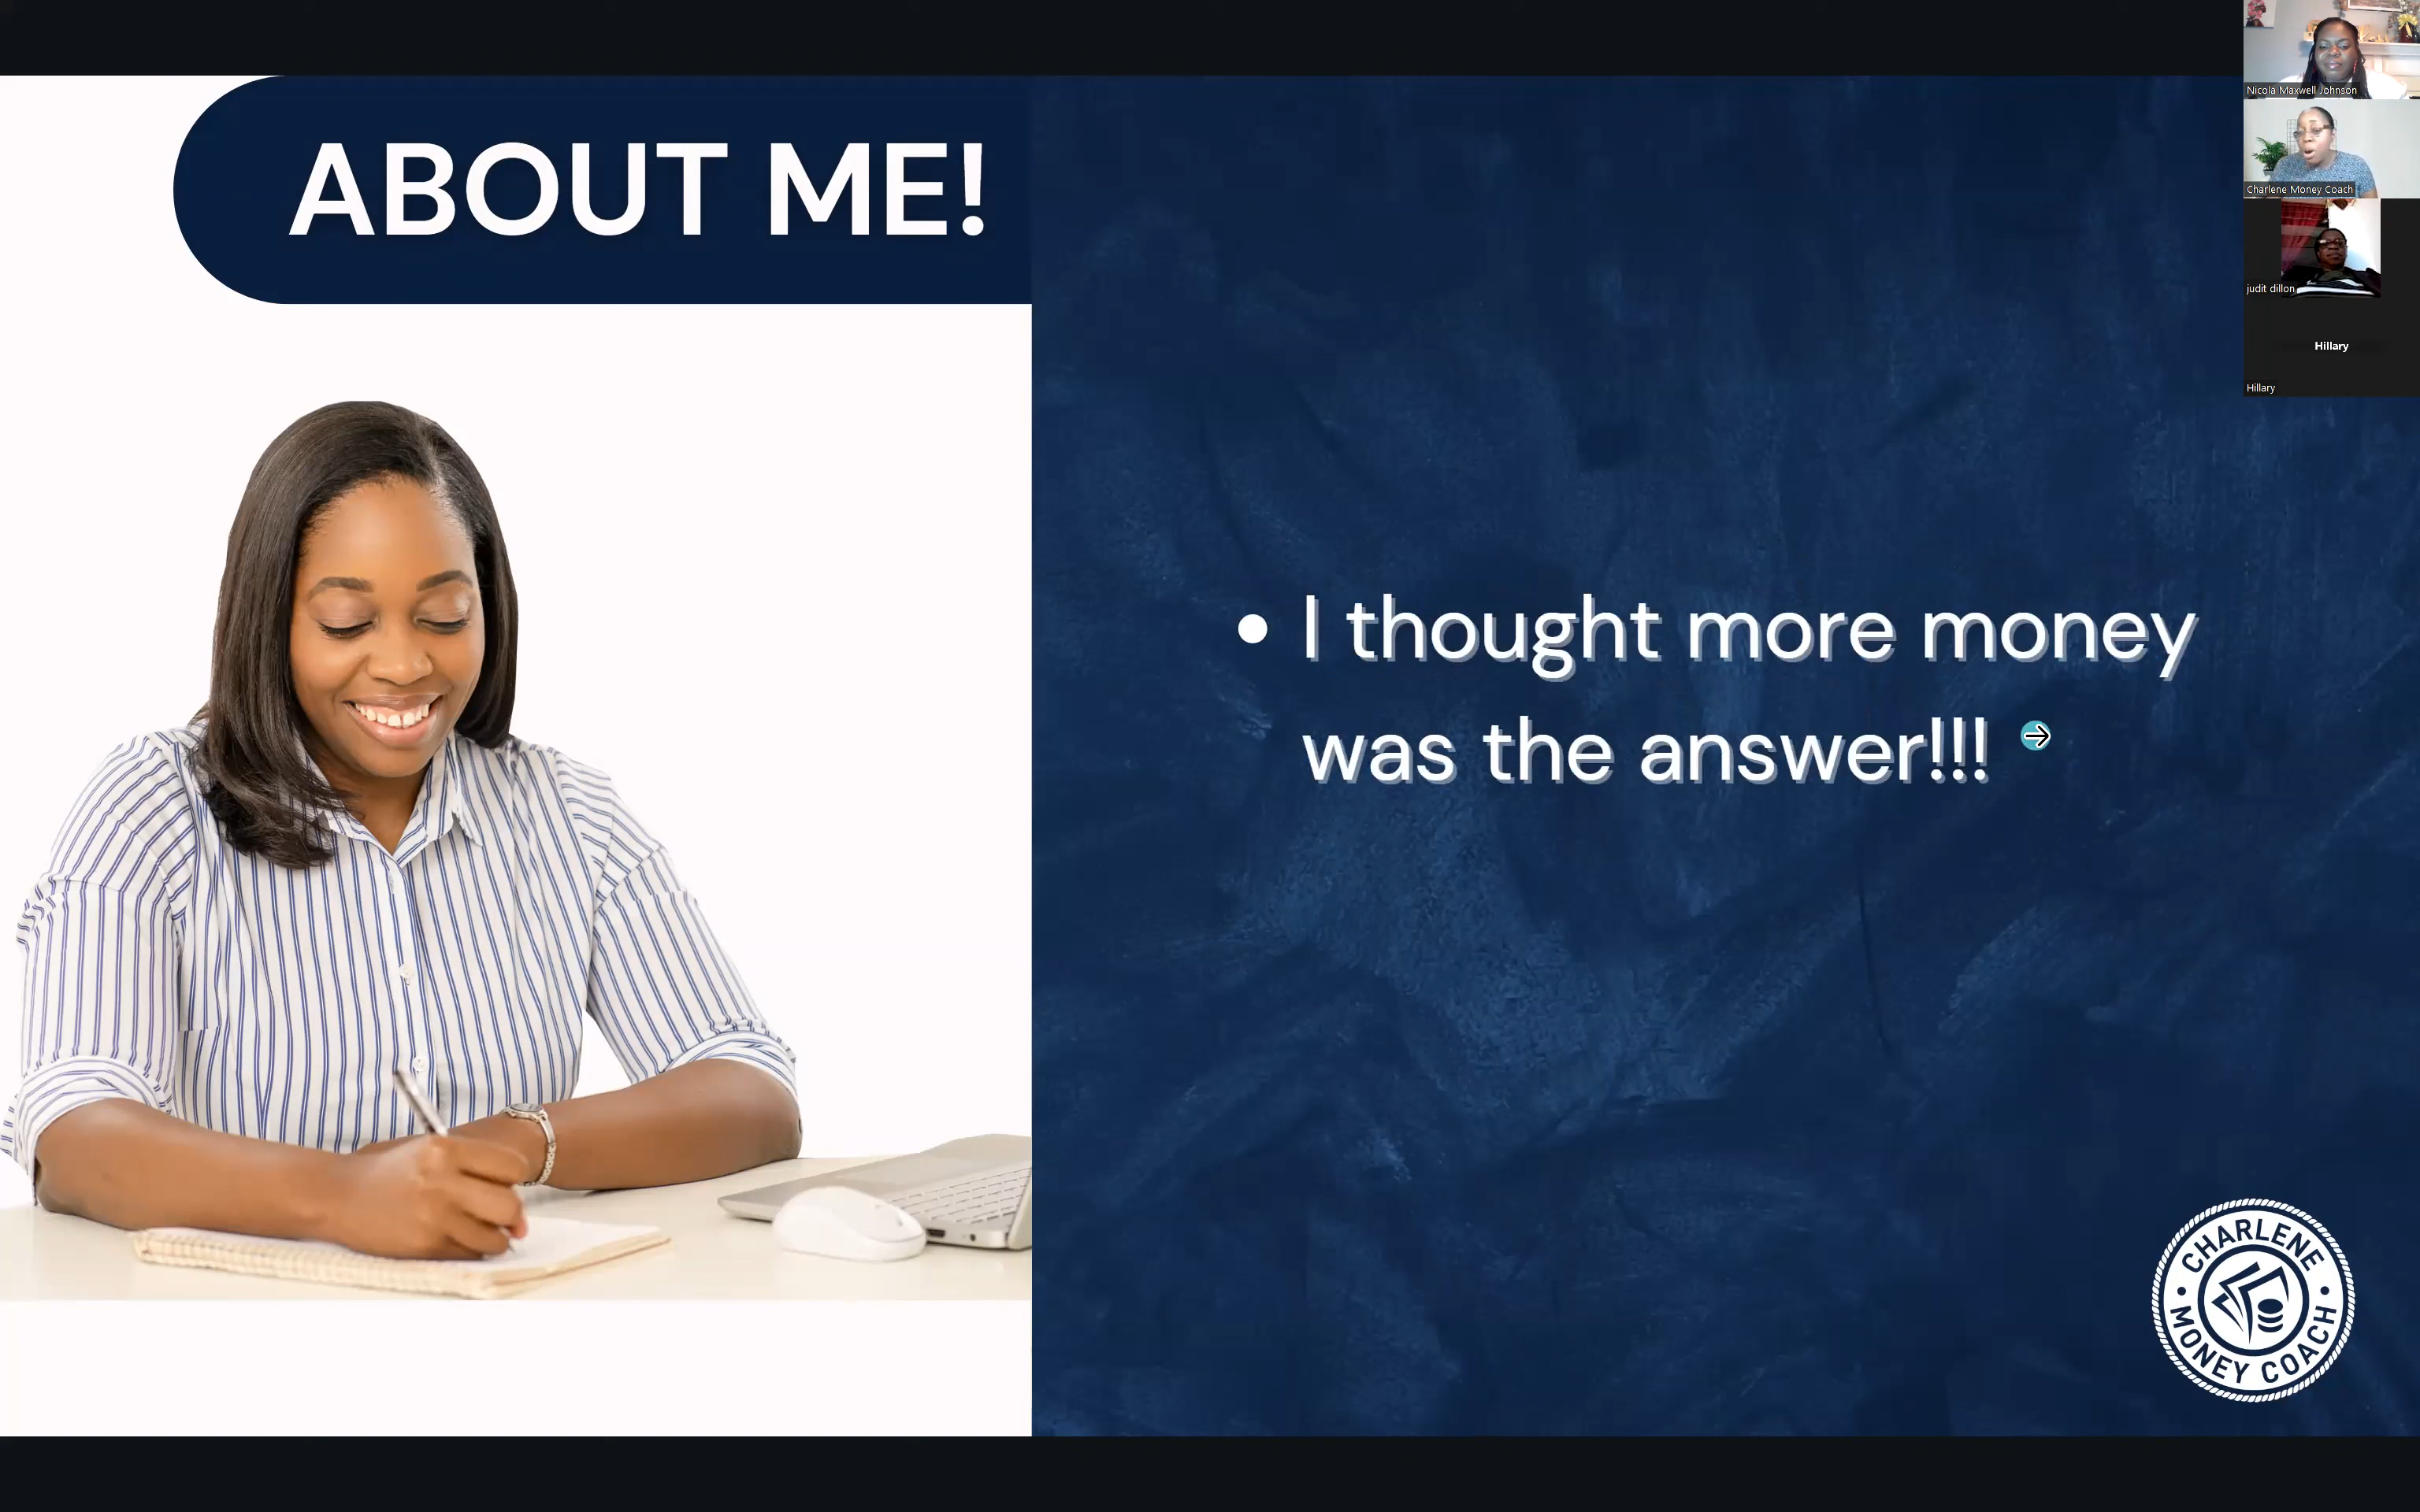 ABOUT ME!
• I thought more money
was the answer!!!
CHARLENE
MONEY COACH
Nicola Maxwell Johnson
Charlene Money Coach
judit dillon
Hillary
Hillary